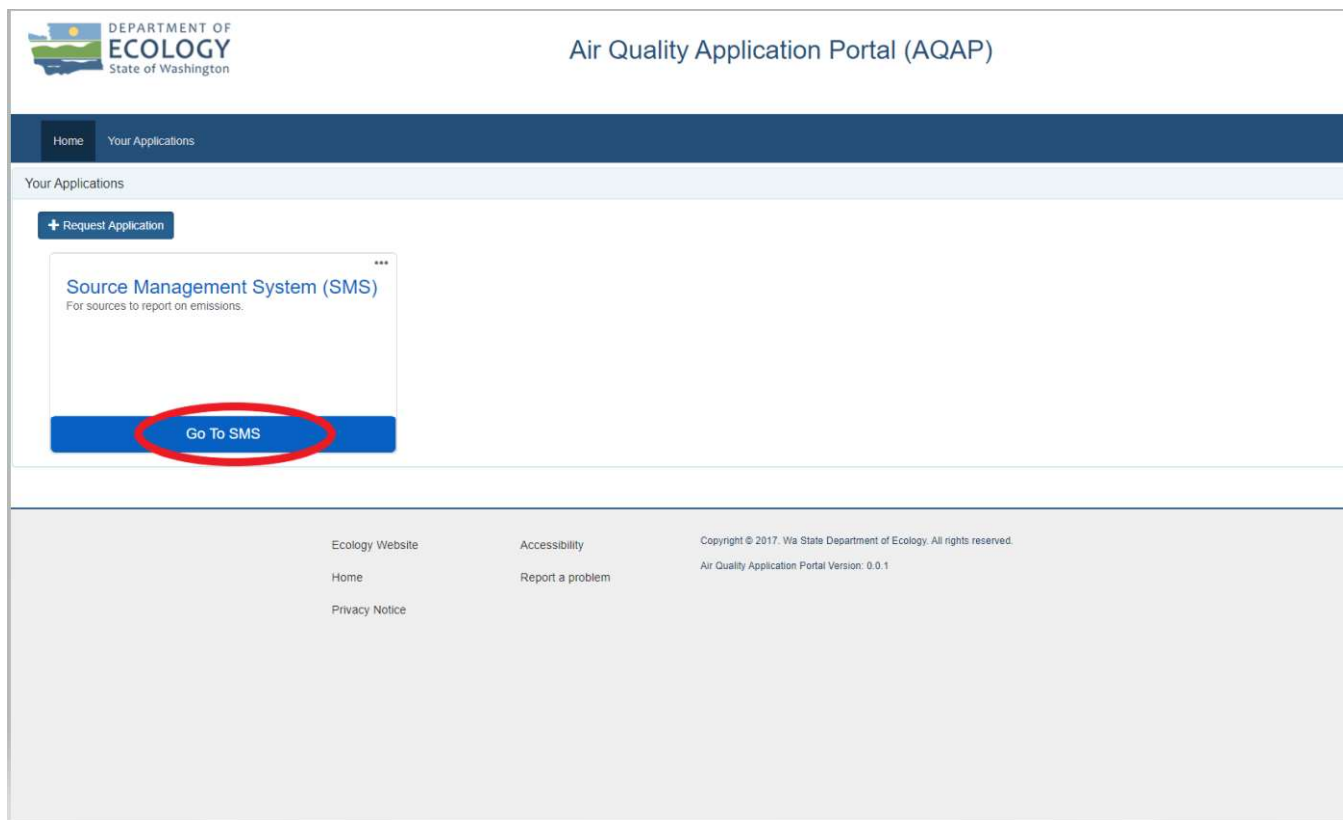 DEPARTMENT OF
ECOLOGY
State of Washington
Air Quality Application Portal (AQAP)
Home
Your Applications
Your Applications
+ Request Application
...
Source Management System (SMS)
For sources to report on emissions.
Go To SMS
Ecology Website
Home
Privacy Notice
Accessibility
Report a problem
Copyright © 2017. Wa State Department of Ecology. All rights reserved.
Air Quality Application Portal Version: 0.0.1